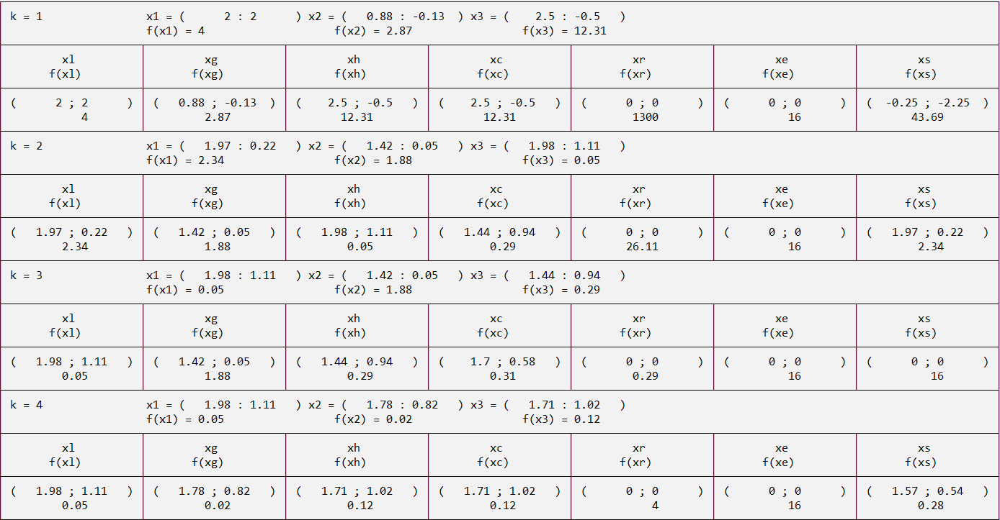 k = 1 x1 = ( 2 : 2 ) x2 = ( 0.88 : -0.13 ) x3 = ( 2.5 : -0.5 )
f(x1) = 4 f(x2) = 2.87 f(x3) = 12.31
xl xg xh xc xr xe xs
f(xl) f(xg) f(xh) f(xc) f(xr) f(xe) f(xs)
( 2 ; 2 ) ( 0.88 ; -0.13 ) ( 2.5 ; -0.5 ) ( 2.5 ; -0.5 ) ( 0 ; 0 ) ( 0 ; 0 ) ( -0.25 ; -2.25 )
4 2.87 12.31 12.31 1300 16 43.69
k = 2 x1 = ( 1.97 : 0.22 ) x2 = ( 1.42 : 0.05 ) x3 = ( 1.98 : 1.11 )
f(x1) = 2.34 f(x2) = 1.88 f(x3) = 0.05
xl xg xh xc xr xe xs
f(xl) f(xg) f(xh) f(xc) f(xr) f(xe) f(xs)
( 1.97 ; 0.22 ) ( 1.42 ; 0.05 ) ( 1.98 ; 1.11 ) ( 1.44 ; 0.94 ) ( 0 ; 0 ) ( 0 ; 0 ) ( 1.97 ; 0.22 )
2.34 1.88 0.05 0.29 26.11 16 2.34
k = 3 x1 = ( 1.98 : 1.11 ) x2 = ( 1.42 : 0.05 ) x3 = ( 1.44 : 0.94 )
f(x1) = 0.05 f(x2) = 1.88 f(x3) = 0.29
xl xg xh xc xr xe xs
f(xl) f(xg) f(xh) f(xc) f(xr) f(xe) f(xs)
( 1.98 ; 1.11 ) ( 1.42 ; 0.05 ) ( 1.44 ; 0.94 ) ( 1.7 ; 0.58 ) ( 0 ; 0 ) ( 0 ; 0 ) ( 0 ; 0 )
0.05 1.88 0.29 0.31 0.29 16 16
k = 4 x1 = ( 1.98 : 1.11 ) x2 = ( 1.78 : 0.82 ) x3 = ( 1.71 : 1.02 )
f(x1) = 0.05 f(x2) = 0.02 f(x3) = 0.12
xl xg xh xc xr xe xs
f(xl) f(xg) f(xh) f(xc) f(xr) f(xe) f(xs)
( 1.98 ; 1.11 ) ( 1.78 ; 0.82 ) ( 1.71 ; 1.02 ) ( 1.71 ; 1.02 ) ( 0 ; 0 ) ( 0 ; 0 ) ( 1.57 ; 0.54 )
0.05 0.02 0.12 0.12 4 16 0.28